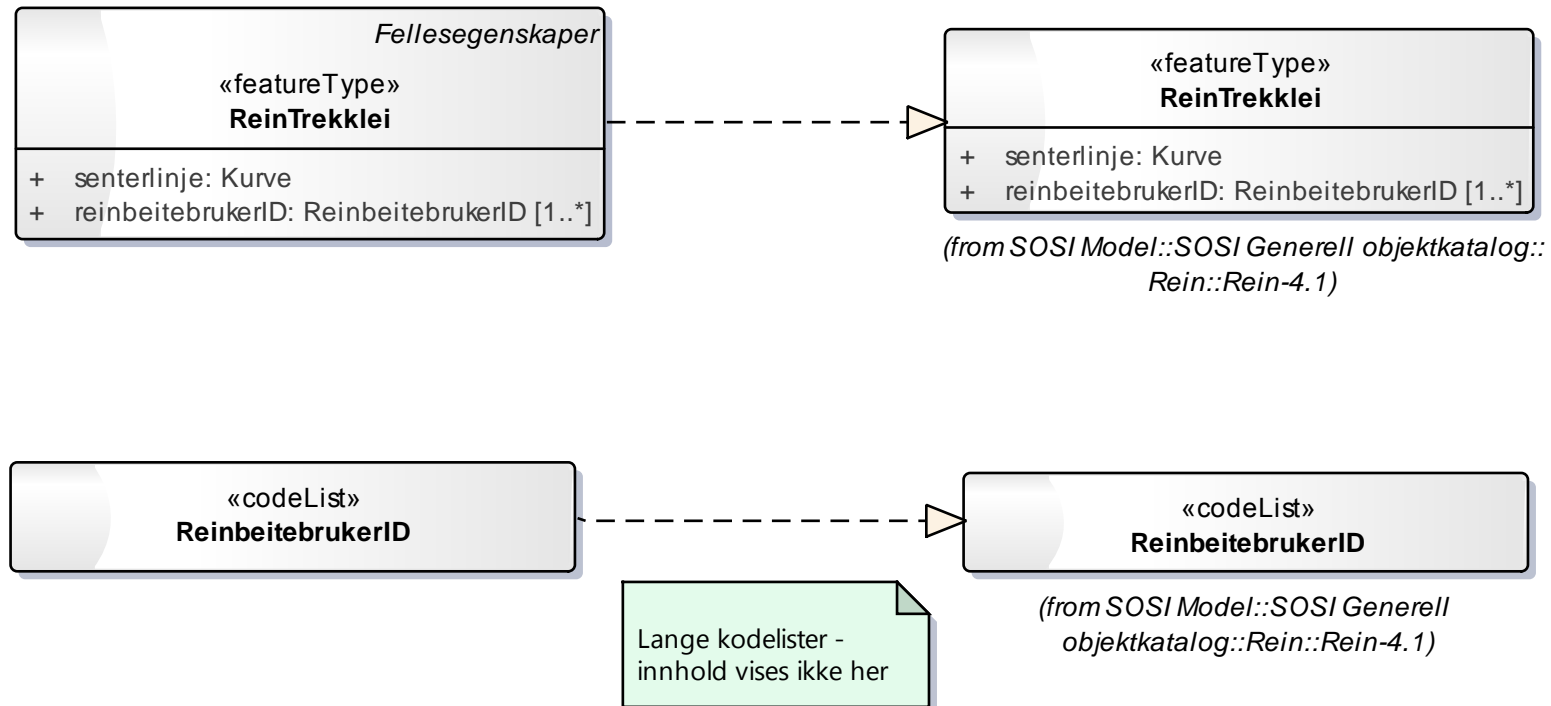 Fellesegenskaper
«featureType»
ReinTrekklei
+ senterlinje: Kurve
+ reinbeitebrukerID: ReinbeitebrukerID [1..*]
«featureType»
ReinTrekklei
+ senterlinje: Kurve
+ reinbeitebrukerID: ReinbeitebrukerID [1..*]
(from SOSI Model::SOSI Generell objektkatalog::
Rein::Rein-4.1)
«codeList»
ReinbeitebrukerID
«codeList»
ReinbeitebrukerID
(from SOSI Model::SOSI Generell
objektkatalog::Rein::Rein-4.1)
Lange kodelister -
innhold vises ikke her